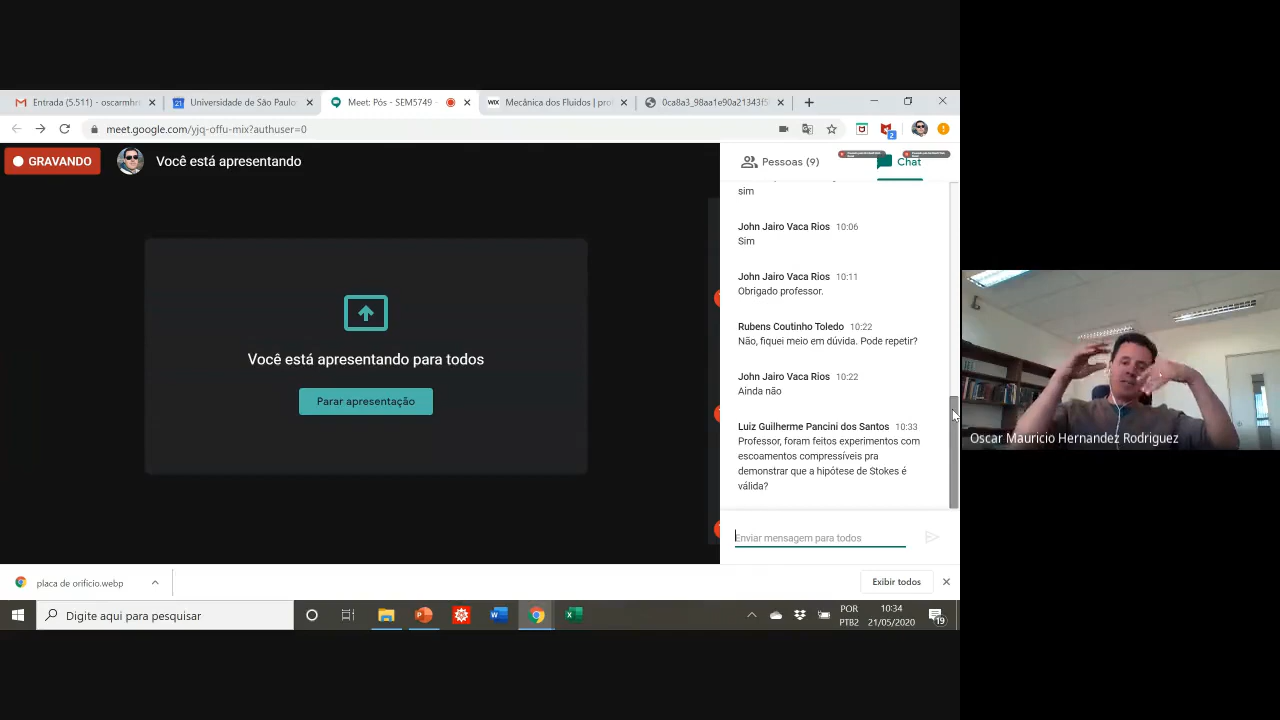 Entrada (5.511) - oscarmhr
Universidade de São Paulo
Meet: Pós - SEM5749 -
WIX Mecânica dos Fluidos | pro
0ca8a3_98aa1e90a21343f5
meet.google.com/yjq-offu-mix?authuser=0
GRAVANDO
Você está apresentando
Pessoas (9)
Chat
sim
John Jairo Vaca Rios 10:06
Sim
John Jairo Vaca Rios 10:11
Obrigado professor.
Rubens Coutinho Toledo 10:22
Não, fiquei meio em dúvida. Pode repetir?
John Jairo Vaca Rios 10:22
Ainda não
Luiz Guilherme Pancini dos Santos 10:33
Professor, foram feitos experimentos com
escoamentos compressíveis pra
demonstrar que a hipótese de Stokes é
válida?
Enviar mensagem para todos
Você está apresentando para todos
Parar apresentação
Oscar Mauricio Hernandez Rodriguez
placa de orificio.webp
Exibir todos
Digite aqui para pesquisar
POR
PTB2
10:34
21/05/2020
19